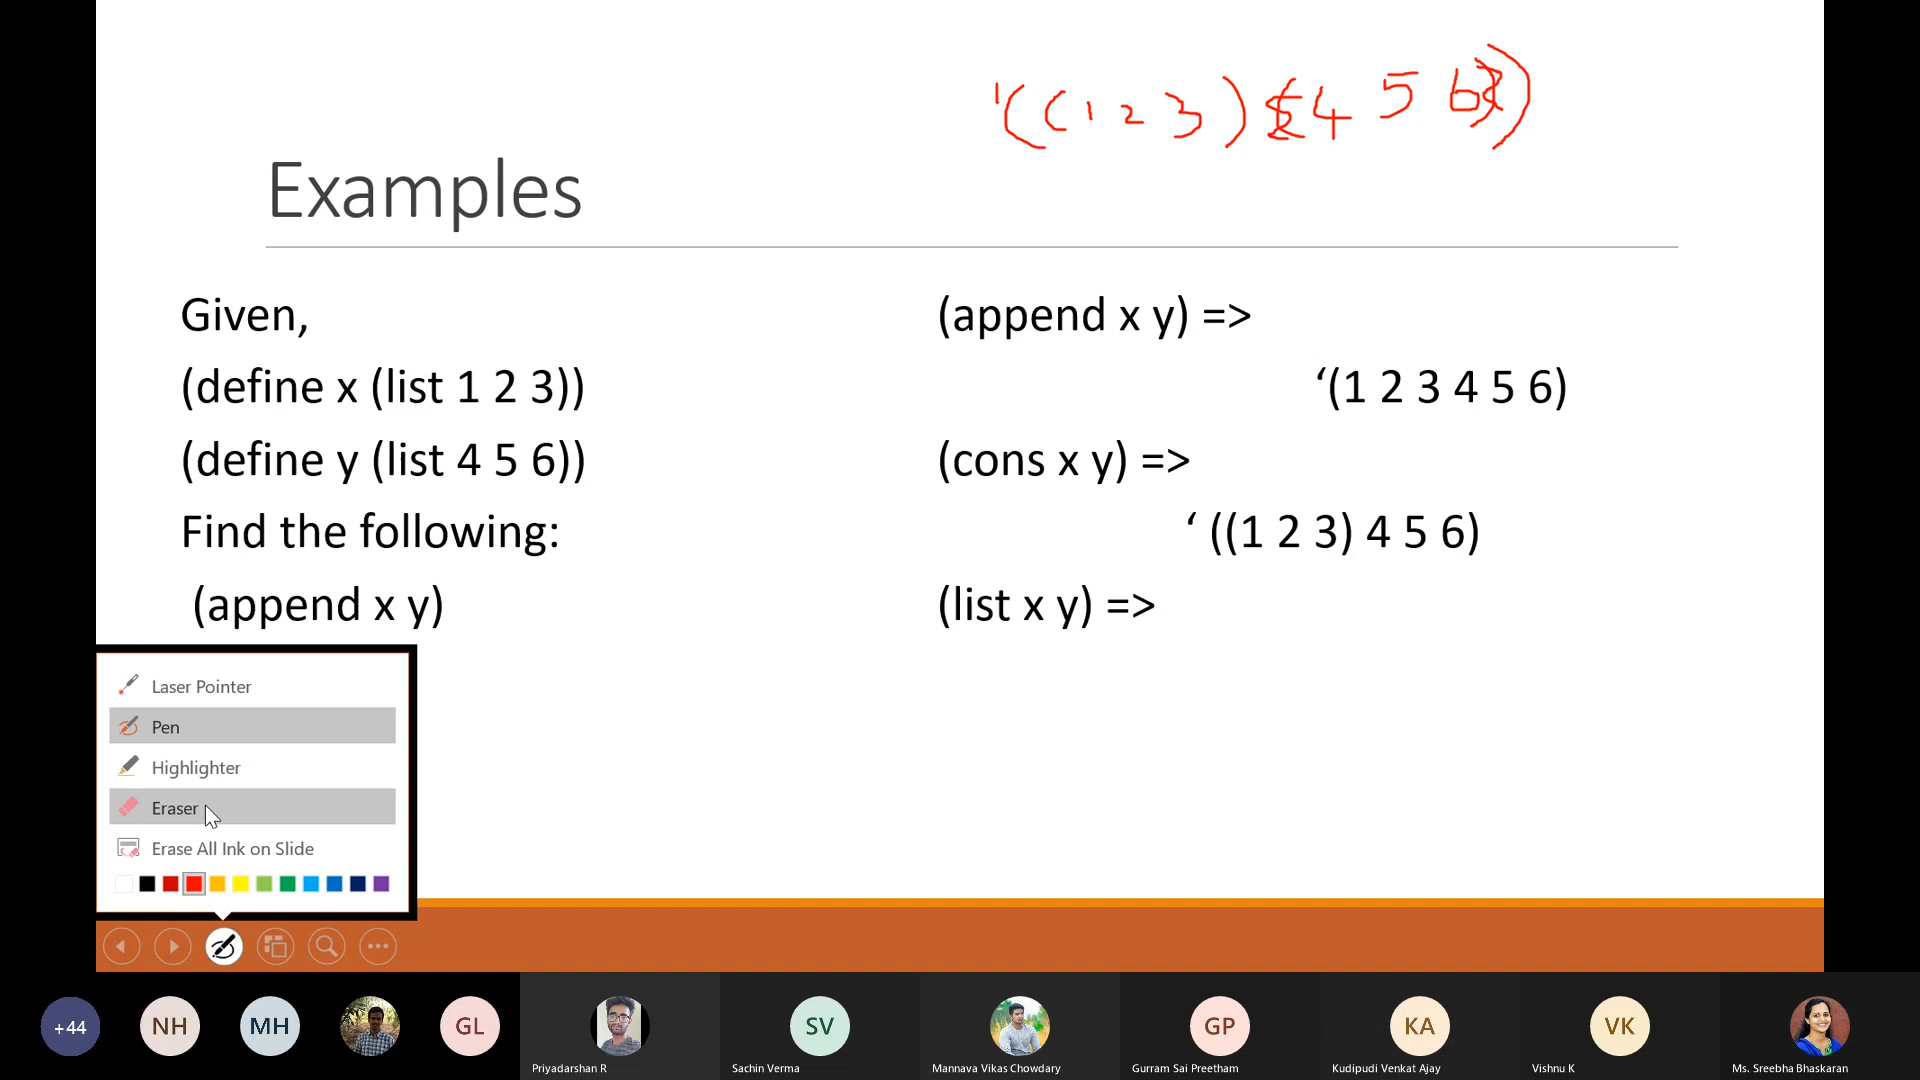 '((1 2 3) 4 5 6)
Examples
Given,
(define x (list 1 2 3))
(define y (list 4 5 6))
Find the following:
(append x y)
(append x y) =>
‘(1 2 3 4 5 6)
(cons x y) =>
‘ ((1 2 3) 4 5 6)
(list x y) =>
Laser Pointer
Pen
Highlighter
Eraser
Erase All Ink on Slide
+44
NH
MH
GL
SV
GP
KA
VK
Priyadarshan R
Sachin Verma
Mannava Vikas Chowdary
Gurram Sai Preetham
Kudipudi Venkat Ajay
Vishnu K
Ms. Sreebha Bhaskaran